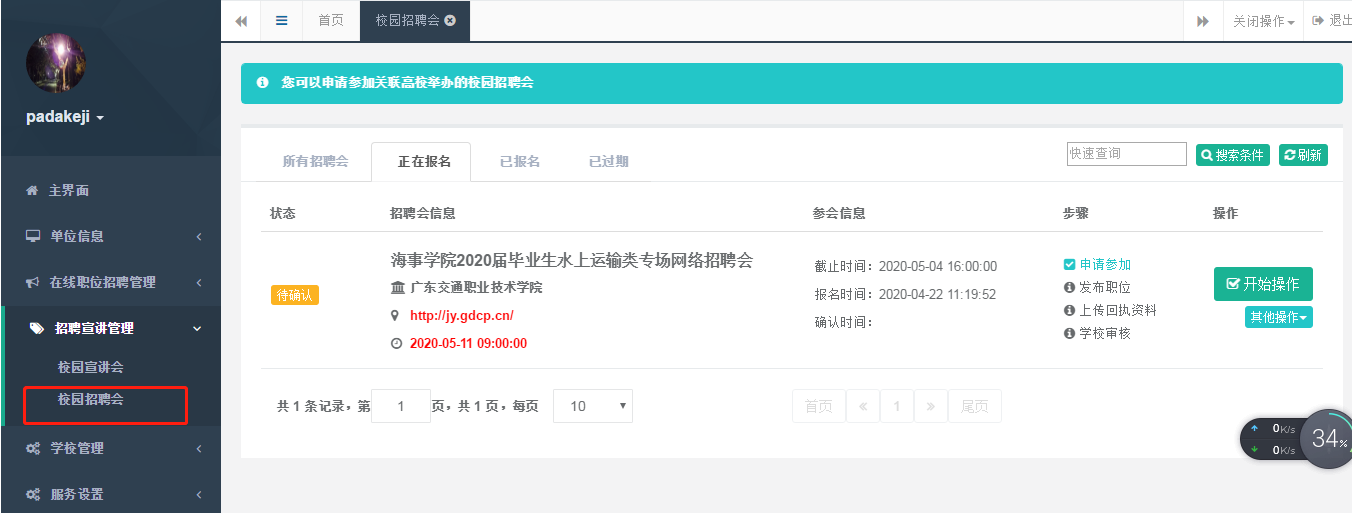 首页
校园招聘会
关闭操作
退出
padakeji
主界面
单位信息
在线职位招聘管理
招聘宣讲管理
校园宣讲会
校园招聘会
学校管理
服务设置
您可以申请参加关联高校举办的校园招聘会
所有招聘会
正在报名
已报名
已过期
快速查询
搜索条件
刷新
状态
招聘会信息
参会信息
步骤
操作
待确认
海事学院2020届毕业生水上运输类专场网络招聘会
广东交通职业技术学院
http://jy.gdcp.cn/
2020-05-11 09:00:00
截止时间：2020-05-04 16:00:00
报名时间：2020-04-22 11:19:52
确认时间：
申请参加
发布职位
上传回执资料
学校审核
开始操作
其他操作
共 1 条记录，第 1 页，共 1 页，每页 10
首页 « 1 » 尾页
0K/s
0K/s
34%